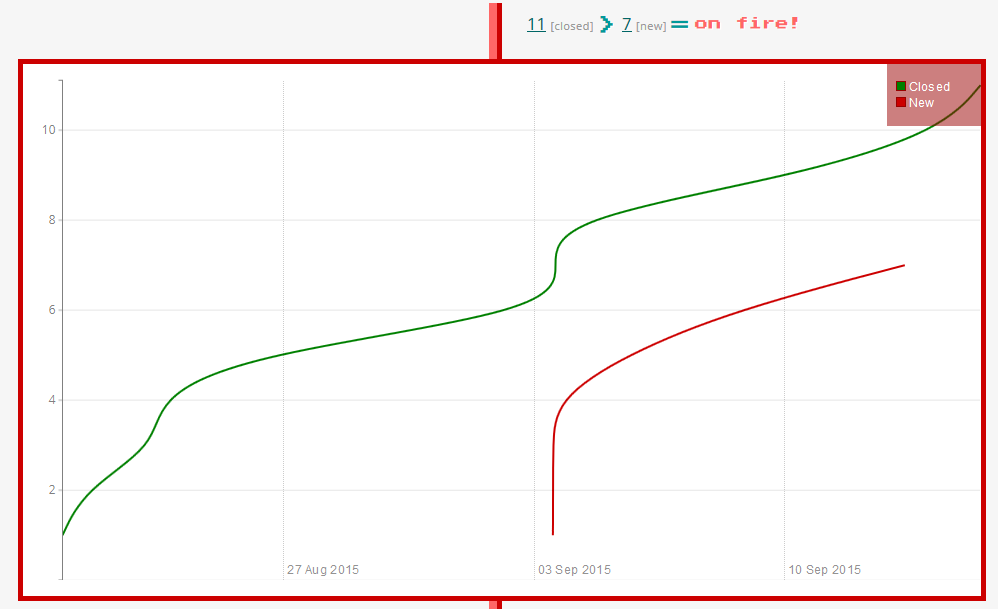 11 [closed] > 7 [new] = on fire!
Closed
New
10
8
6
4
2
27 Aug 2015
03 Sep 2015
10 Sep 2015